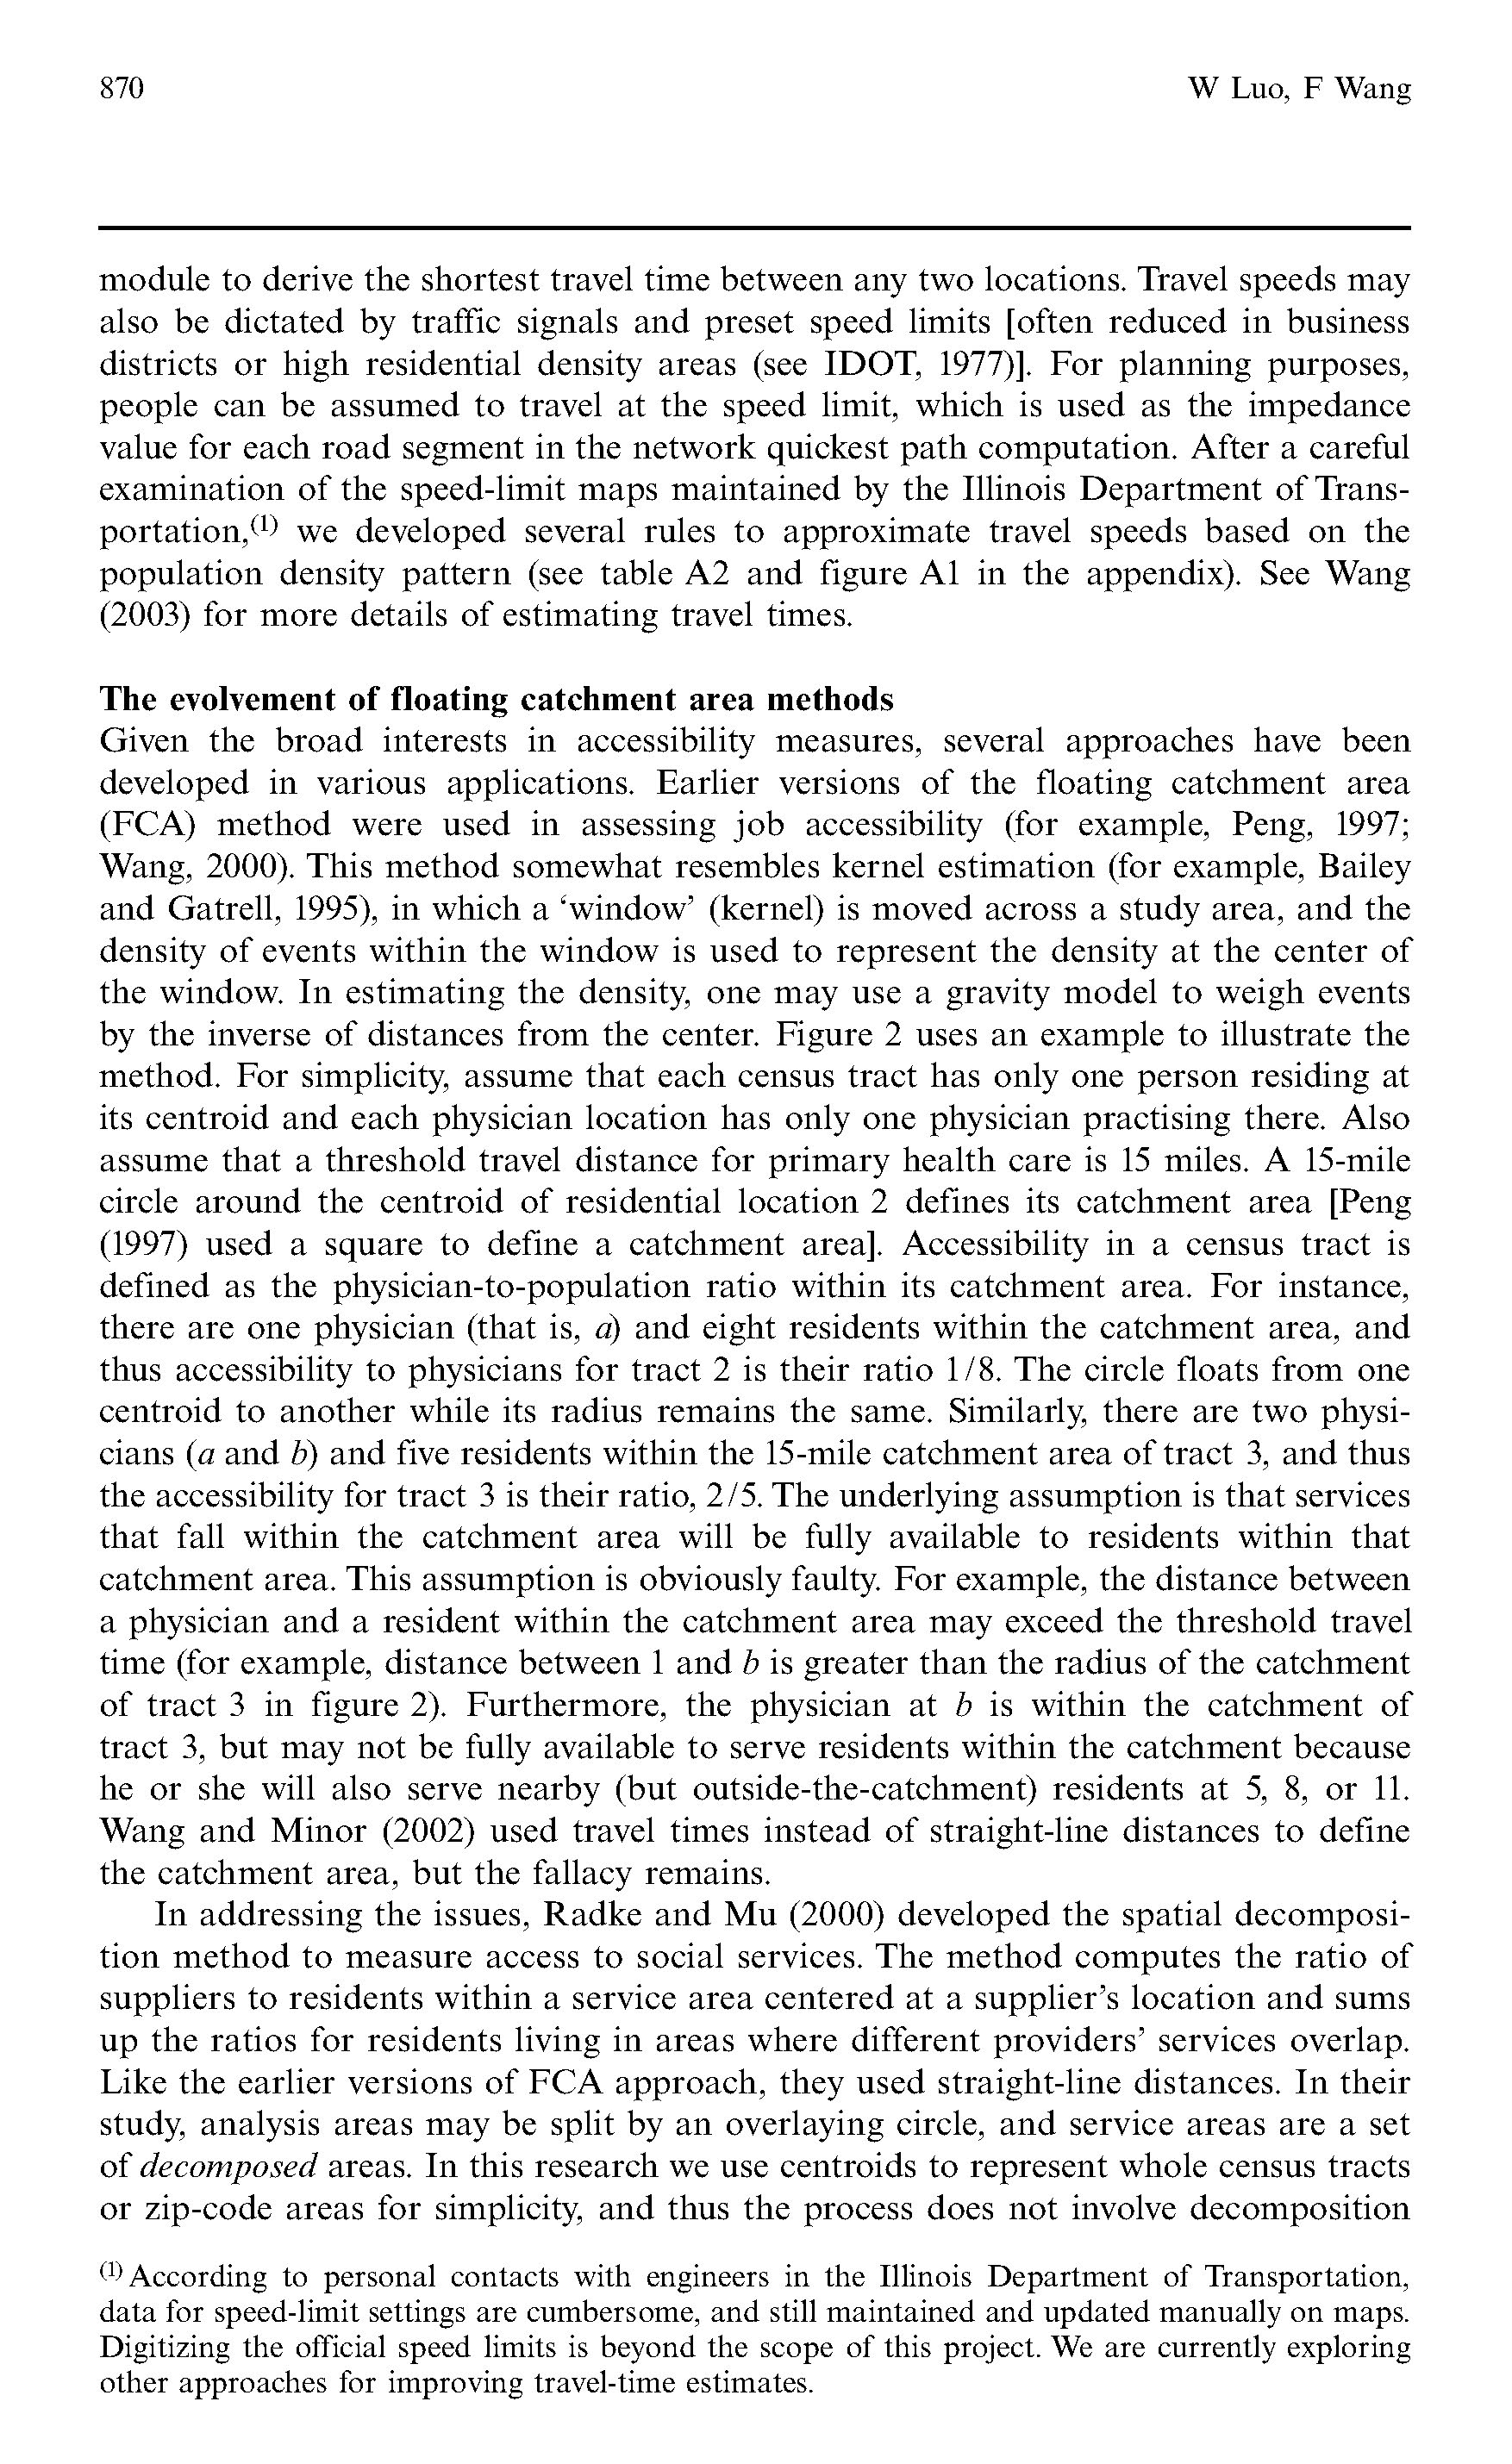 870
W Luo, F Wang
module to derive the shortest travel time between any two locations. Travel speeds may
also be dictated by traffic signals and preset speed limits [often reduced in business
districts or high residential density areas (see IDOT, 1977)]. For planning purposes,
people can be assumed to travel at the speed limit, which is used as the impedance
value for each road segment in the network quickest path computation. After a careful
examination of the speed-limit maps maintained by the Illinois Department of Trans-
portation,(1) we developed several rules to approximate travel speeds based on the
population density pattern (see table A2 and figure A1 in the appendix). See Wang
(2003) for more details of estimating travel times.
The evolvement of floating catchment area methods
Given the broad interests in accessibility measures, several approaches have been
developed in various applications. Earlier versions of the floating catchment area
(FCA) method were used in assessing job accessibility (for example, Peng, 1997;
Wang, 2000). This method somewhat resembles kernel estimation (for example, Bailey
and Gatrell, 1995), in which a 'window' (kernel) is moved across a study area, and the
density of events within the window is used to represent the density at the center of
the window. In estimating the density, one may use a gravity model to weigh events
by the inverse of distances from the center. Figure 2 uses an example to illustrate the
method. For simplicity, assume that each census tract has only one person residing at
its centroid and each physician location has only one physician practising there. Also
assume that a threshold travel distance for primary health care is 15 miles. A 15-mile
circle around the centroid of residential location 2 defines its catchment area [Peng
(1997) used a square to define a catchment area]. Accessibility in a census tract is
defined as the physician-to-population ratio within its catchment area. For instance,
there are one physician (that is, a) and eight residents within the catchment area, and
thus accessibility to physicians for tract 2 is their ratio 1/8. The circle floats from one
centroid to another while its radius remains the same. Similarly, there are two physi-
cians (a and b) and five residents within the 15-mile catchment area of tract 3, and thus
the accessibility for tract 3 is their ratio, 2/5. The underlying assumption is that services
that fall within the catchment area will be fully available to residents within that
catchment area. This assumption is obviously faulty. For example, the distance between
a physician and a resident within the catchment area may exceed the threshold travel
time (for example, distance between 1 and b is greater than the radius of the catchment
of tract 3 in figure 2). Furthermore, the physician at b is within the catchment of
tract 3, but may not be fully available to serve residents within the catchment because
he or she will also serve nearby (but outside-the-catchment) residents at 5, 8, or 11.
Wang and Minor (2002) used travel times instead of straight-line distances to define
the catchment area, but the fallacy remains.
In addressing the issues, Radke and Mu (2000) developed the spatial decomposi-
tion method to measure access to social services. The method computes the ratio of
suppliers to residents within a service area centered at a supplier's location and sums
up the ratios for residents living in areas where different providers' services overlap.
Like the earlier versions of FCA approach, they used straight-line distances. In their
study, analysis areas may be split by an overlaying circle, and service areas are a set
of decomposed areas. In this research we use centroids to represent whole census tracts
or zip-code areas for simplicity, and thus the process does not involve decomposition
(1) According to personal contacts with engineers in the Illinois Department of Transportation,
data for speed-limit settings are cumbersome, and still maintained and updated manually on maps.
Digitizing the official speed limits is beyond the scope of this project. We are currently exploring
other approaches for improving travel-time estimates.